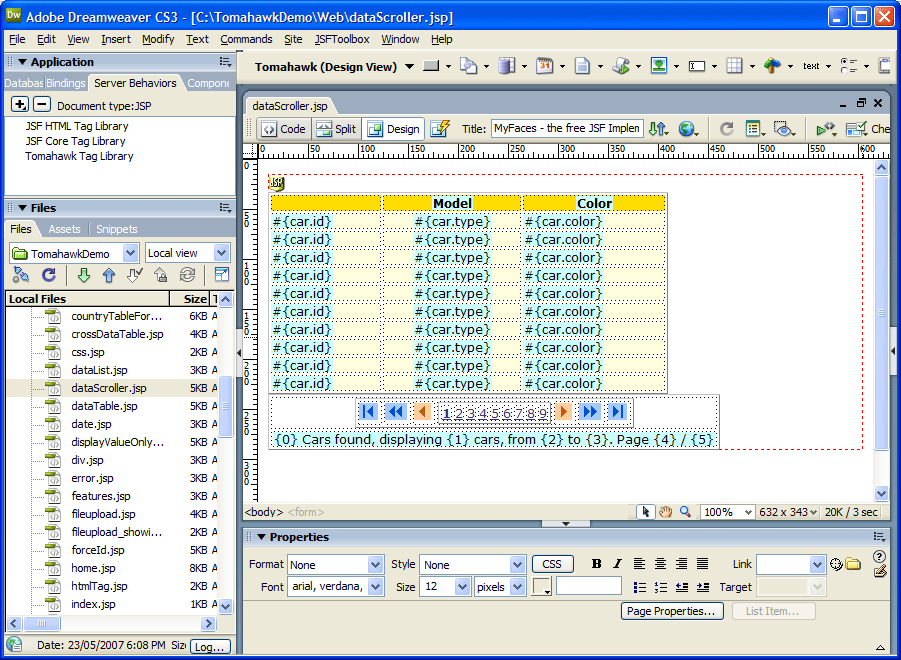 Adobe Dreamweaver CS3 - [C:\TomahawkDemo\Web\dataScroller.jsp]
File Edit View Insert Modify Text Commands Site JSFToolbox Window Help
Application
Databas Bindings Server Behaviors Compone
Document type:JSP
JSF HTML Tag Library
JSF Core Tag Library
Tomahawk Tag Library
Files
Files Assets Snippets
TomahawkDemo Local view
Local Files Size T
countryTableFor... 6KB A
crossDataTable.jsp 4KB A
css.jsp 2KB A
dataList.jsp 3KB A
dataScroller.jsp 5KB A
dataTable.jsp 5KB A
date.jsp 3KB A
displayValueOnly... 5KB A
div.jsp 3KB A
error.jsp 3KB A
features.jsp 3KB A
fileupload.jsp 4KB A
fileupload_showi... 2KB A
forceId.jsp 5KB A
home.jsp 8KB A
htmlTag.jsp 2KB A
index.jsp 1KB A
Date: 23/05/2007 6:08 PM Siz Log...
Tomahawk (Design View) text
dataScroller.jsp
Code Split Design Title: MyFaces - the free JSF Implem Che
0 50 100 150 200 250 300 350 400 450 500 550 600
0
50
100
150
200
250
300
JSP
Model Color
#{car.id} #{car.type} #{car.color}
#{car.id} #{car.type} #{car.color}
#{car.id} #{car.type} #{car.color}
#{car.id} #{car.type} #{car.color}
#{car.id} #{car.type} #{car.color}
#{car.id} #{car.type} #{car.color}
#{car.id} #{car.type} #{car.color}
#{car.id} #{car.type} #{car.color}
#{car.id} #{car.type} #{car.color}
#{car.id} #{car.type} #{car.color}
1 2 3 4 5 6 7 8 9
{0} Cars found, displaying {1} cars, from {2} to {3}. Page {4} / {5}
<body> <form> 100% 632 x 343 20K / 3 sec
Properties
Format None Style None CSS B I Link
Font arial, verdana, Size 12 pixels Target
Page Properties... List Item...